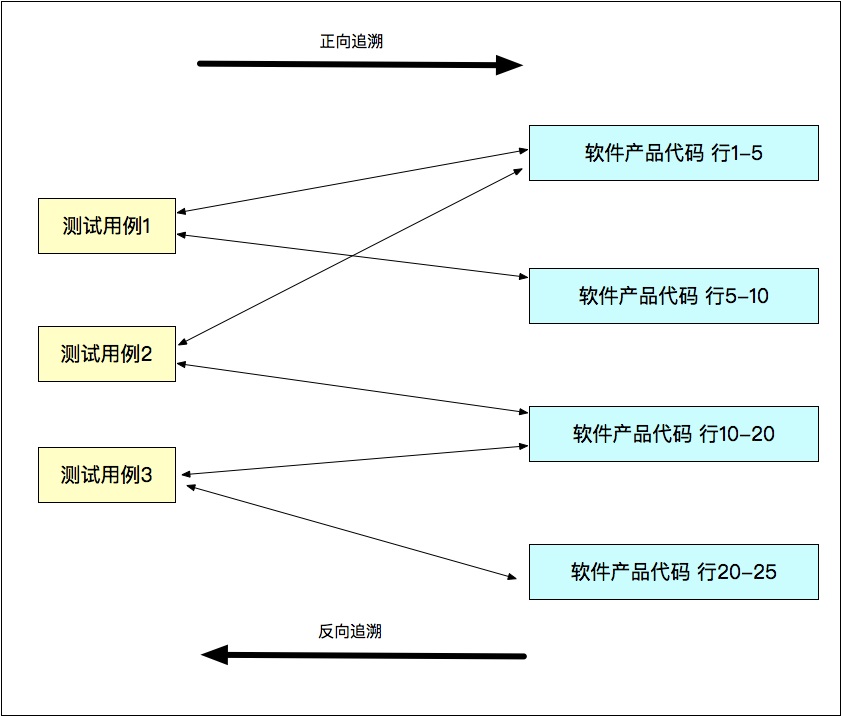 正向追溯
软件产品代码 行1–5
测试用例1
软件产品代码 行5–10
测试用例2
软件产品代码 行10–20
测试用例3
软件产品代码 行20–25
反向追溯